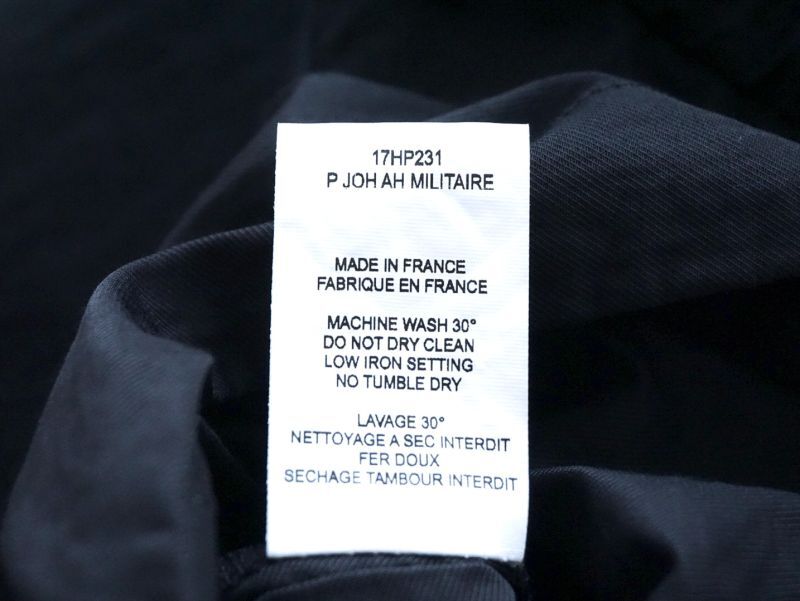 17HP231
P JOH AH MILITAIRE
MADE IN FRANCE
FABRIQUE EN FRANCE
MACHINE WASH 30°
DO NOT DRY CLEAN
LOW IRON SETTING
NO TUMBLE DRY
LAVAGE 30°
NETTOYAGE A SEC INTERDIT
FER DOUX
SECHAGE TAMBOUR INTERDIT